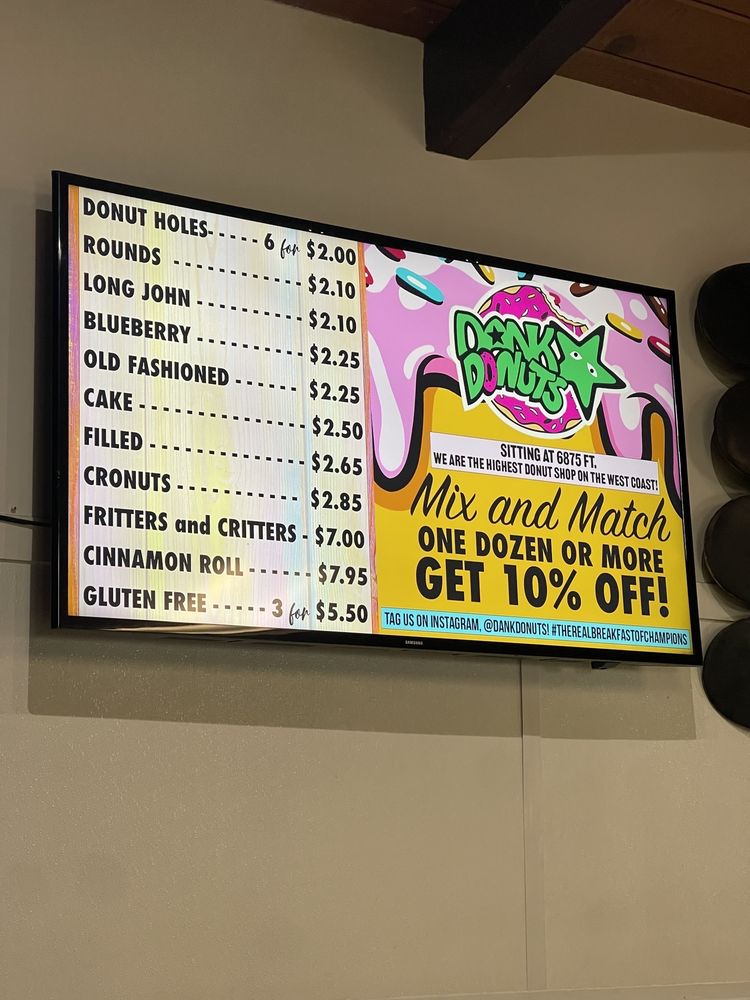 DONUT HOLES- - - - - 6 for $2.00
ROUNDS - - - - - - - - - - - $2.10
LONG JOHN - - - - - - - - - $2.10
BLUEBERRY - - - - - - - - - $2.25
OLD FASHIONED - - - - - - $2.25
CAKE - - - - - - - - - - - - - - $2.50
FILLED - - - - - - - - - - - - - $2.65
CRONUTS - - - - - - - - - - $2.85
FRITTERS and CRITTERS - $7.00
CINNAMON ROLL - - - - - - $7.95
GLUTEN FREE - - - - - 3 for $5.50
DANK
DONUTS
SITTING AT 6875 FT.
WE ARE THE HIGHEST DONUT SHOP ON THE WEST COAST!
Mix and Match
ONE DOZEN OR MORE
GET 10% OFF!
TAG US ON INSTAGRAM, @DANKDONUTS! #THEREALBREAKFASTOFCHAMPIONS
SAMSUNG